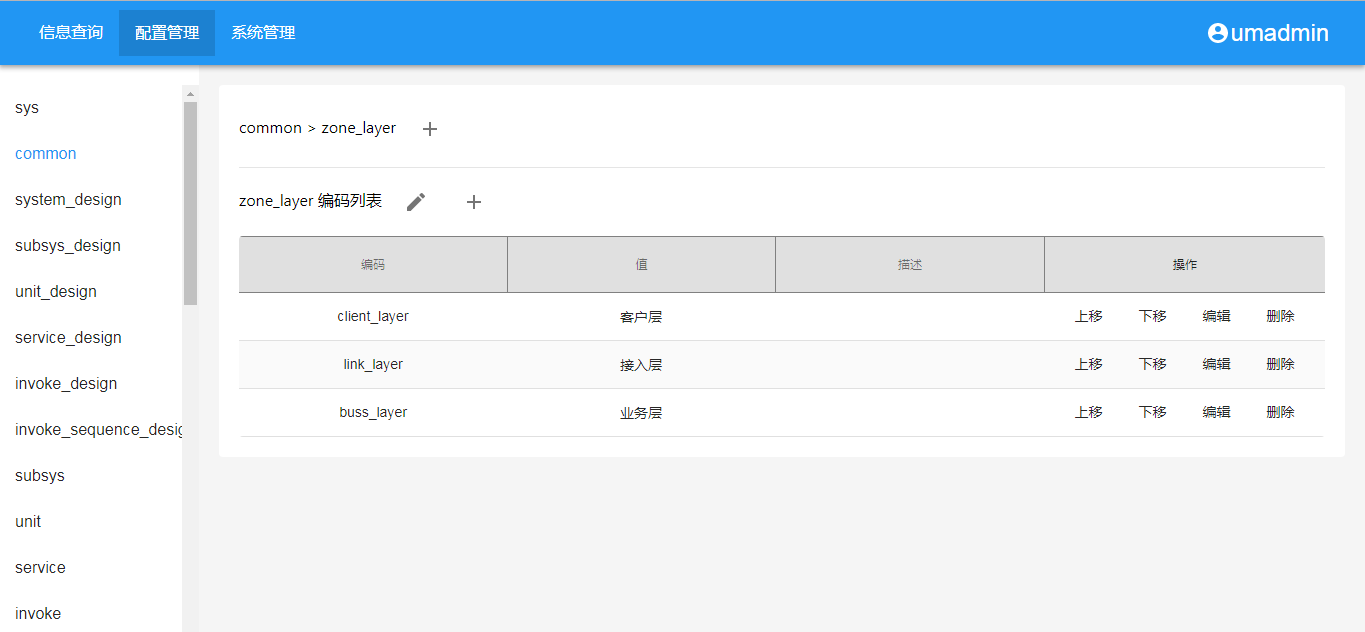 信息查询 配置管理 系统管理 umadmin
sys
common
system_design
subsys_design
unit_design
service_design
invoke_design
invoke_sequence_desig
subsys
unit
service
invoke
common > zone_layer +
zone_layer 编码列表 +
编码 值 描述 操作
client_layer 客户层 上移 下移 编辑 删除
link_layer 接入层 上移 下移 编辑 删除
buss_layer 业务层 上移 下移 编辑 删除